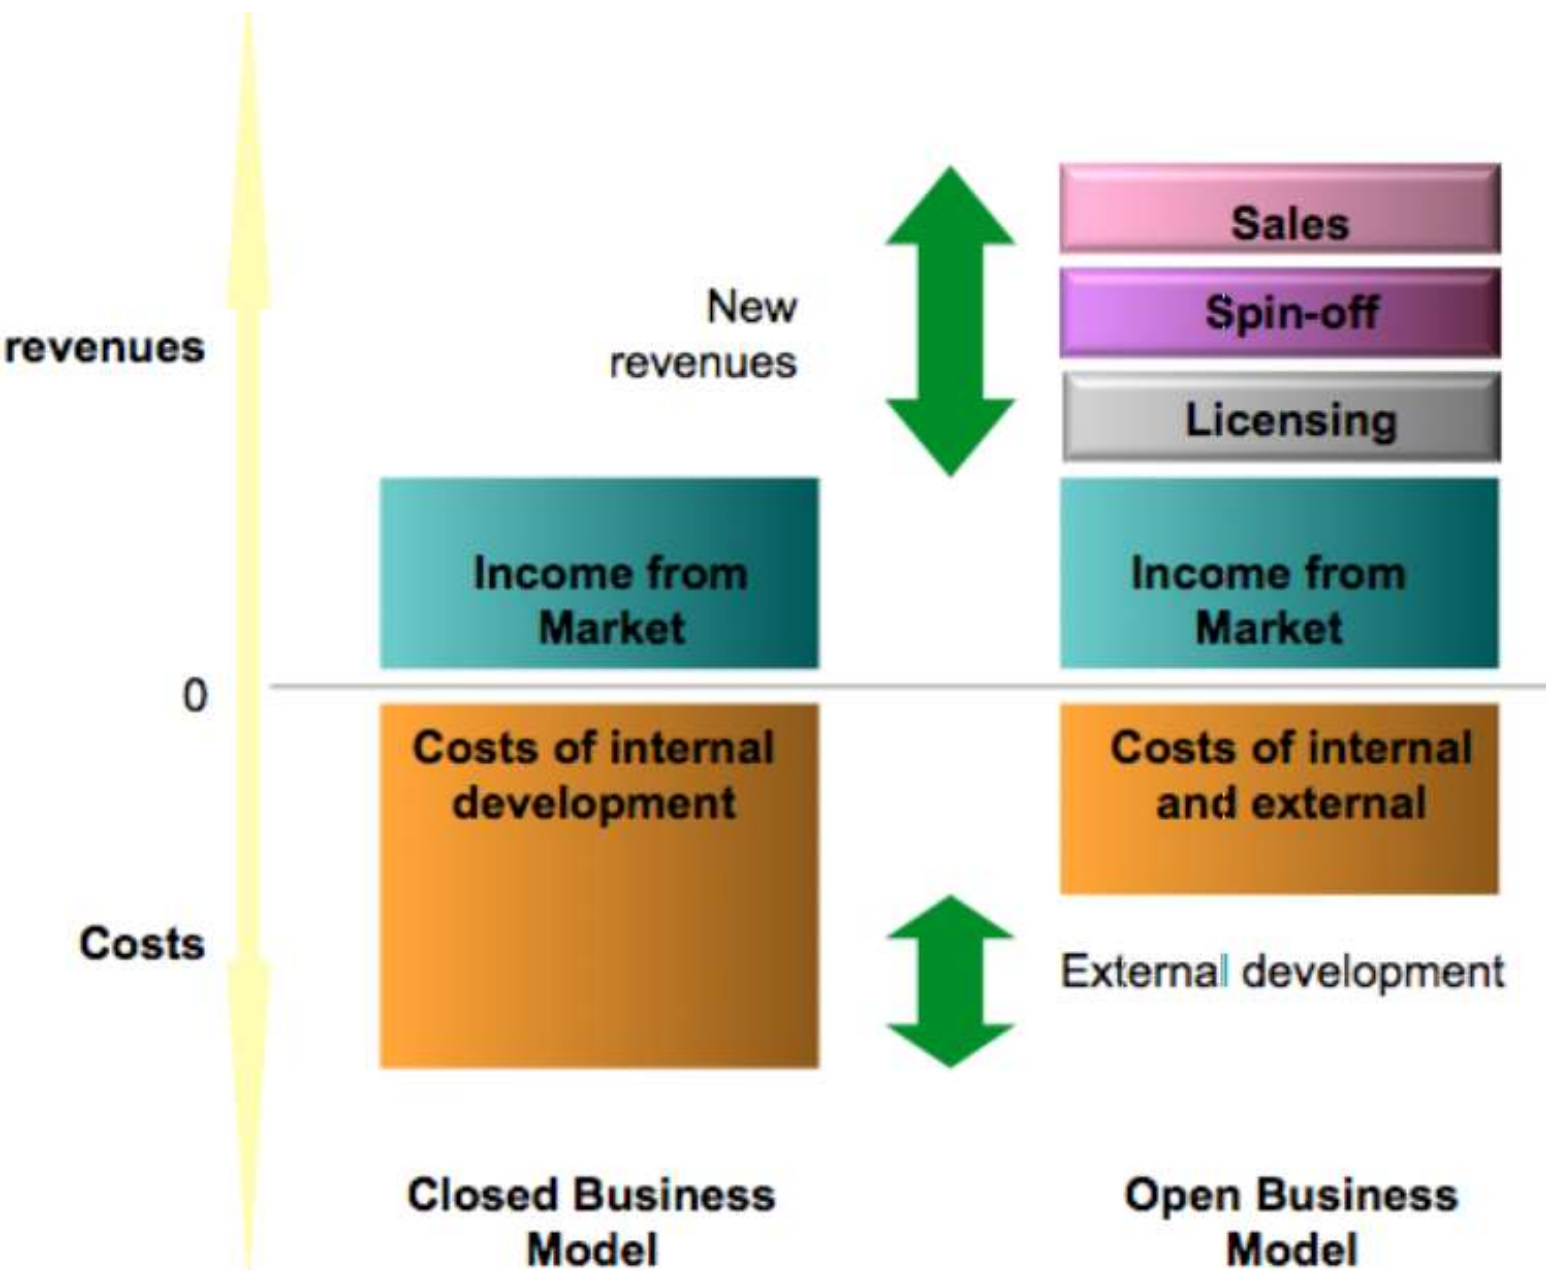 Sales
Spin-off
New
revenues
revenues
Licensing
Income from
Market
Income from
Market
0
Costs of internal
development
Costs of internal
and external
Costs
External development
Closed Business
Model
Open Business
Model